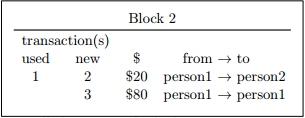 Block 2
transaction(s)
used new $ from → to
1 2 $20 person1 → person2
3 $80 person1 → person1